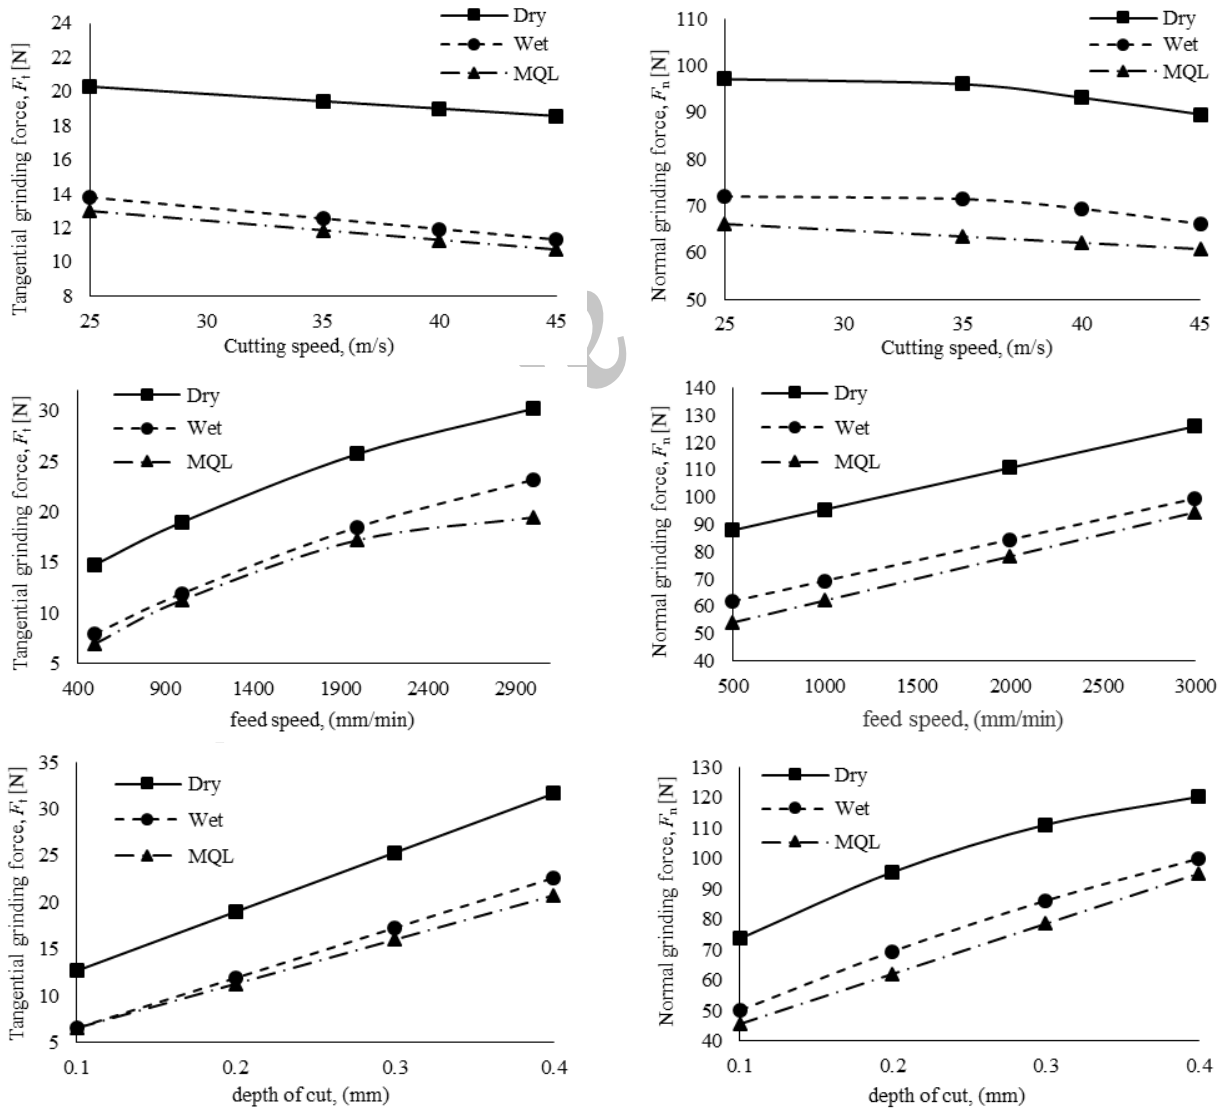 Tangential grinding force, Ft [N]
24
22
20
18
16
14
12
10
8
Dry
Wet
MQL
25 30 35 40 45
Cutting speed, (m/s)
Normal grinding force, Fn [N]
110
100
90
80
70
60
50
Dry
Wet
MQL
25 30 35 40 45
Cutting speed, (m/s)
Tangential grinding force, Ft [N]
30
25
20
15
10
5
Dry
Wet
MQL
400 900 1400 1900 2400 2900
feed speed, (mm/min)
Normal grinding force, Fn [N]
140
130
120
110
100
90
80
70
60
50
40
Dry
Wet
MQL
500 1000 1500 2000 2500 3000
feed speed, (mm/min)
Tangential grinding force, Ft [N]
35
30
25
20
15
10
5
Dry
Wet
MQL
0.1 0.2 0.3 0.4
depth of cut, (mm)
Normal grinding force, Fn [N]
130
120
110
100
90
80
70
60
50
40
Dry
Wet
MQL
0.1 0.2 0.3 0.4
depth of cut, (mm)